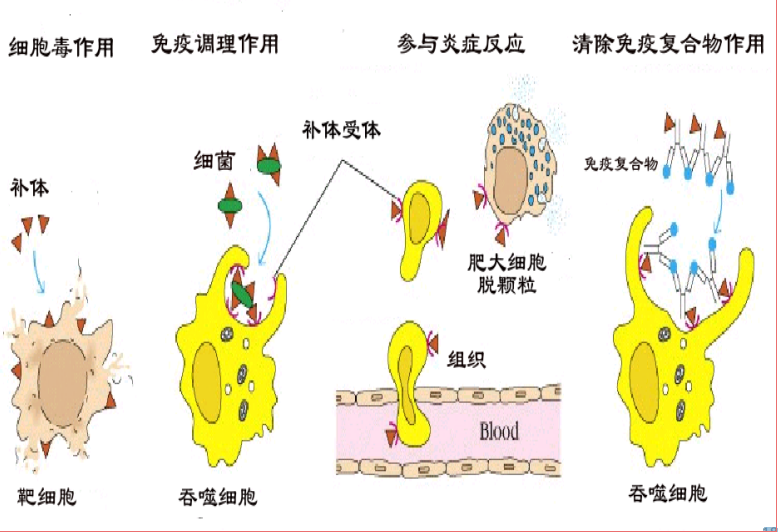 细胞毒作用
免疫调理作用
参与炎症反应
清除免疫复合物作用
补体
细菌
补体受体
免疫复合物
肥大细胞
脱颗粒
组织
Blood
靶细胞
吞噬细胞
吞噬细胞